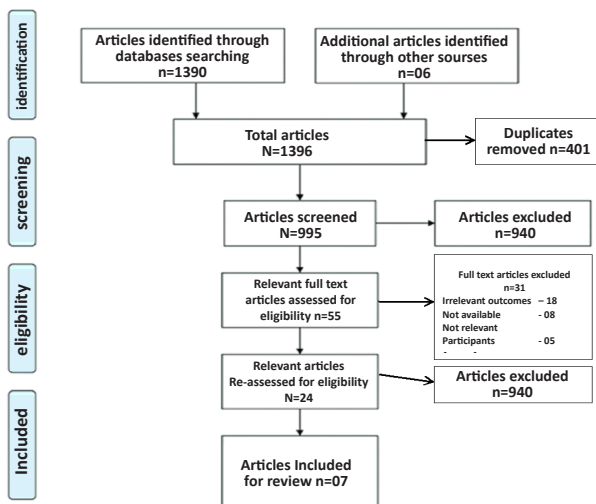 identification
Articles identified through
databases searching
n=1390
Additional articles identified
through other sourses
n=06
Total articles
N=1396
Duplicates
removed n=401
screening
Articles screened
N=995
Articles excluded
n=940
eligibility
Relevant full text
articles assessed for
eligibility n=55
Full text articles excluded
n=31
Irrelevant outcomes – 18
Not available - 08
Not relevant
Participants - 05
- -
Relevant articles
Re-assessed for eligibility
N=24
Articles excluded
n=940
Included
Articles Included
for review n=07